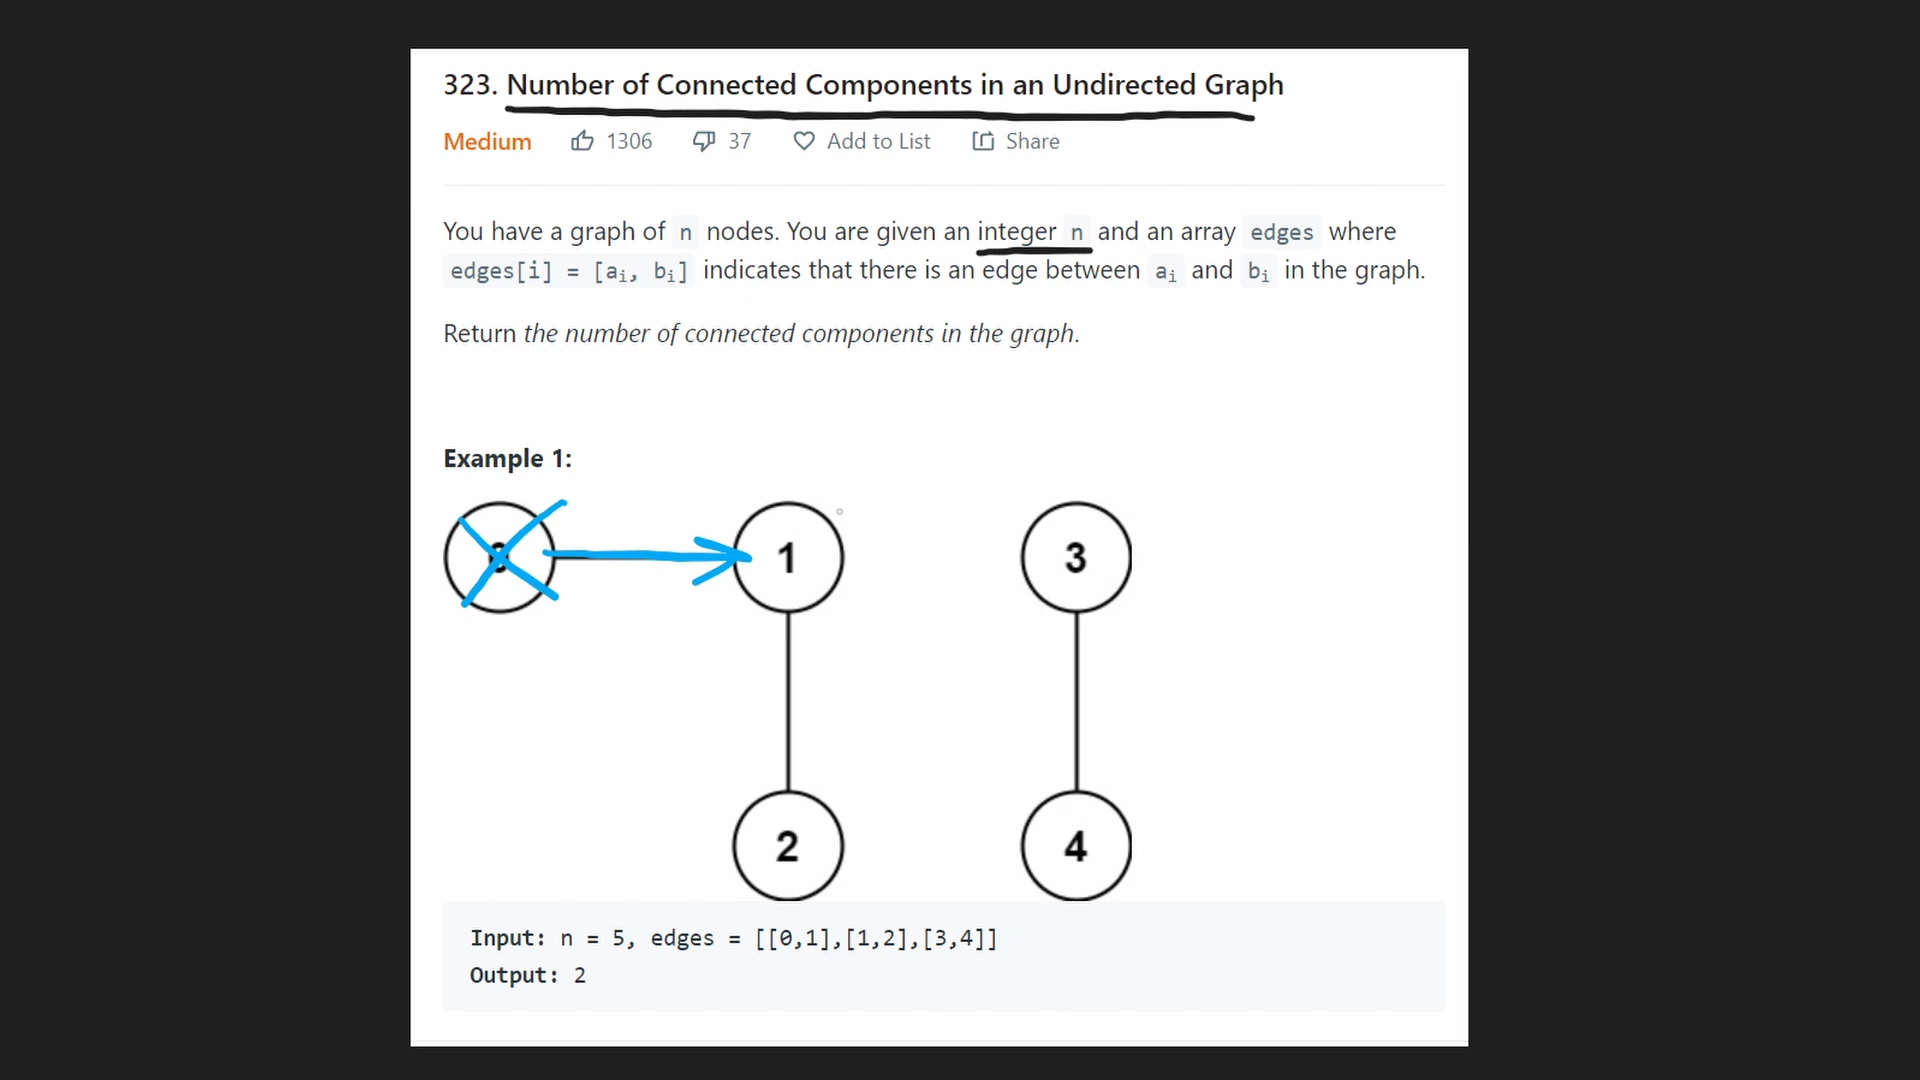 323. Number of Connected Components in an Undirected Graph
Medium 1306 37 Add to List Share
You have a graph of n nodes. You are given an integer n and an array edges where
edges[i] = [ai, bi] indicates that there is an edge between ai and bi in the graph.
Return the number of connected components in the graph.
Example 1:
1 3
2 4
Input: n = 5, edges = [[0,1],[1,2],[3,4]]
Output: 2